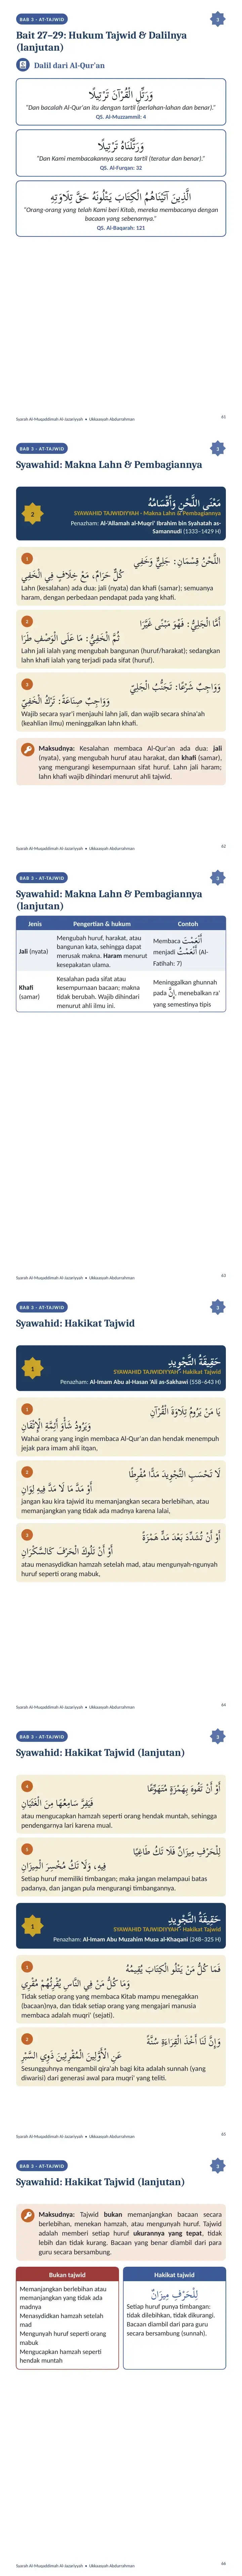 BAB 3 - AT-TAJWID
3
Bait 27–29: Hukum Tajwid & Dalilnya
(lanjutan)
Dalil dari Al-Qur'an
وَرَتِّلِ الْقُرْآنَ تَرْتِيلًا
"Dan bacalah Al-Qur'an itu dengan tartil (perlahan-lahan dan benar)."
QS. Al-Muzzammil: 4
وَرَتَّلْنَاهُ تَرْتِيلًا
"Dan Kami membacakannya secara tartil (teratur dan benar)."
QS. Al-Furqan: 32
الَّذِينَ آتَيْنَاهُمُ الْكِتَابَ يَتْلُونَهُ حَقَّ تِلَاوَتِهِ
"Orang-orang yang telah Kami beri Kitab, mereka membacanya dengan
bacaan yang sebenarnya."
QS. Al-Baqarah: 121
Syarah Al-Muqaddimah Al-Jazariyyah • Ukkaasyah Abdurrahman
61
BAB 3 - AT-TAJWID
3
Syawahid: Makna Lahn & Pembagiannya
2
مَعْنَى اللَّحْنِ وَأَقْسَامُهُ
SYAWAHID TAJWIDIYYAH · Makna Lahn & Pembagiannya
Penazham: Al-'Allamah al-Muqri' Ibrahim bin Syahatah as-
Samannudi (1333–1429 H)
1
اللَّحْنُ قِسْمَانِ: جَلِيٌّ وَخَفِي
كُلٌّ حَرَامٌ، مَعَ خِلَافٍ فِي الْخَفِي
Lahn (kesalahan) ada dua: jali (nyata) dan khafi (samar); semuanya
haram, dengan perbedaan pendapat pada yang khafi.
2
أَمَّا الْجَلِيُّ: فَهْوَ مَبْنًى غَيَّرَا
ثُمَّ الْخَفِيُّ: مَا عَلَى الْوَصْفِ طَرَا
Lahn jali ialah yang mengubah bangunan (huruf/harakat); sedangkan
lahn khafi ialah yang terjadi pada sifat (huruf).
3
وَوَاجِبٌ شَرْعًا: تَجَنُّبُ الْجَلِيّ
وَوَاجِبٌ صِنَاعَةً: تَرْكُ الْخَفِيّ
Wajib secara syar'i menjauhi lahn jali, dan wajib secara shina'ah
(keahlian ilmu) meninggalkan lahn khafi.
Maksudnya: Kesalahan membaca Al-Qur'an ada dua: jali
(nyata), yang mengubah huruf atau harakat, dan khafi (samar),
yang mengurangi kesempurnaan sifat huruf. Lahn jali haram;
lahn khafi wajib dihindari menurut ahli tajwid.
Syarah Al-Muqaddimah Al-Jazariyyah • Ukkaasyah Abdurrahman
62
BAB 3 - AT-TAJWID
3
Syawahid: Makna Lahn & Pembagiannya
(lanjutan)
Jenis Pengertian & hukum Contoh
Jali (nyata)
Mengubah huruf, harakat, atau
bangunan kata, sehingga dapat
merusak makna. Haram menurut
kesepakatan ulama.
Membaca أَنْعَمْتَ
menjadi أَنْعَمْتُ (Al-
Fatihah: 7)
Khafi
(samar)
Kesalahan pada sifat atau
kesempurnaan bacaan; makna
tidak berubah. Wajib dihindari
menurut ahli ilmu ini.
Meninggalkan ghunnah
pada إِنَّ, menebalkan ra'
yang semestinya tipis
Syarah Al-Muqaddimah Al-Jazariyyah • Ukkaasyah Abdurrahman
63
BAB 3 - AT-TAJWID
3
Syawahid: Hakikat Tajwid
1
حَقِيقَةُ التَّجْوِيدِ
SYAWAHID TAJWIDIYYAH · Hakikat Tajwid
Penazham: Al-Imam Abu al-Hasan 'Ali as-Sakhawi (558–643 H)
1
يَا مَنْ يَرُومُ تِلَاوَةَ الْقُرْآنِ
وَيَرُودُ شَأْوَ أَئِمَّةِ الْإِتْقَانِ
Wahai orang yang ingin membaca Al-Qur'an dan hendak menempuh
jejak para imam ahli itqan,
2
لَا تَحْسَبِ التَّجْوِيدَ مَدًّا مُفْرِطًا
أَوْ مَدَّ مَا لَا مَدَّ فِيهِ لِوَانِ
jangan kau kira tajwid itu memanjangkan secara berlebihan, atau
memanjangkan yang tidak ada madnya karena lalai,
3
أَوْ أَنْ تُشَدِّدَ بَعْدَ مَدٍّ هَمْزَةً
أَوْ أَنْ تَلُوكَ الْحَرْفَ كَالسَّكْرَانِ
atau menasydidkan hamzah setelah mad, atau mengunyah-ngunyah
huruf seperti orang mabuk,
Syarah Al-Muqaddimah Al-Jazariyyah • Ukkaasyah Abdurrahman
64
BAB 3 - AT-TAJWID
3
Syawahid: Hakikat Tajwid (lanjutan)
4
أَوْ أَنْ تَفُوهَ بِهَمْزَةٍ مُتَهَوِّعًا
فَيَفِرَّ سَامِعُهَا مِنَ الْغَثَيَانِ
atau mengucapkan hamzah seperti orang hendak muntah, sehingga
pendengarnya lari karena mual.
5
لِلْحَرْفِ مِيزَانٌ فَلَا تَكُ طَاغِيًا
فِيهِ، وَلَا تَكُ مُخْسِرَ الْمِيزَانِ
Setiap huruf memiliki timbangan; maka jangan melampaui batas
padanya, dan jangan pula mengurangi timbangannya.
1
حَقِيقَةُ التَّجْوِيدِ
SYAWAHID TAJWIDIYYAH · Hakikat Tajwid
Penazham: Al-Imam Abu Muzahim Musa al-Khaqani (248–325 H)
1
فَمَا كُلُّ مَنْ يَتْلُو الْكِتَابَ يُقِيمُهُ
وَمَا كُلُّ مَنْ فِي النَّاسِ يُقْرِئُهُمْ مُقْرِي
Tidak setiap orang yang membaca Kitab mampu menegakkan
(bacaan)nya, dan tidak setiap orang yang mengajari manusia
membaca adalah muqri' (sejati).
2
وَإِنَّ لَنَا أَخْذَ الْقِرَاءَةِ سُنَّةً
عَنِ الْأَوَّلِينَ الْمُقْرِئِينَ ذَوِي السَّتْرِ
Sesungguhnya mengambil qira'ah bagi kita adalah sunnah (yang
diwarisi) dari generasi awal para muqri' yang teliti.
Syarah Al-Muqaddimah Al-Jazariyyah • Ukkaasyah Abdurrahman
65
BAB 3 - AT-TAJWID
3
Syawahid: Hakikat Tajwid (lanjutan)
Maksudnya: Tajwid bukan memanjangkan bacaan secara
berlebihan, menekan hamzah, atau mengunyah huruf. Tajwid
adalah memberi setiap huruf ukurannya yang tepat, tidak
lebih dan tidak kurang. Bacaan yang benar diambil dari para
guru secara bersambung.
Bukan tajwid
Memanjangkan berlebihan atau
memanjangkan yang tidak ada
madnya
Menasydidkan hamzah setelah
mad
Mengunyah huruf seperti orang
mabuk
Mengucapkan hamzah seperti
hendak muntah
Hakikat tajwid
لِلْحَرْفِ مِيزَانٌ
Setiap huruf punya timbangan:
tidak dilebihkan, tidak dikurangi.
Bacaan diambil dari para guru
secara bersambung (sunnah).
Syarah Al-Muqaddimah Al-Jazariyyah • Ukkaasyah Abdurrahman
66